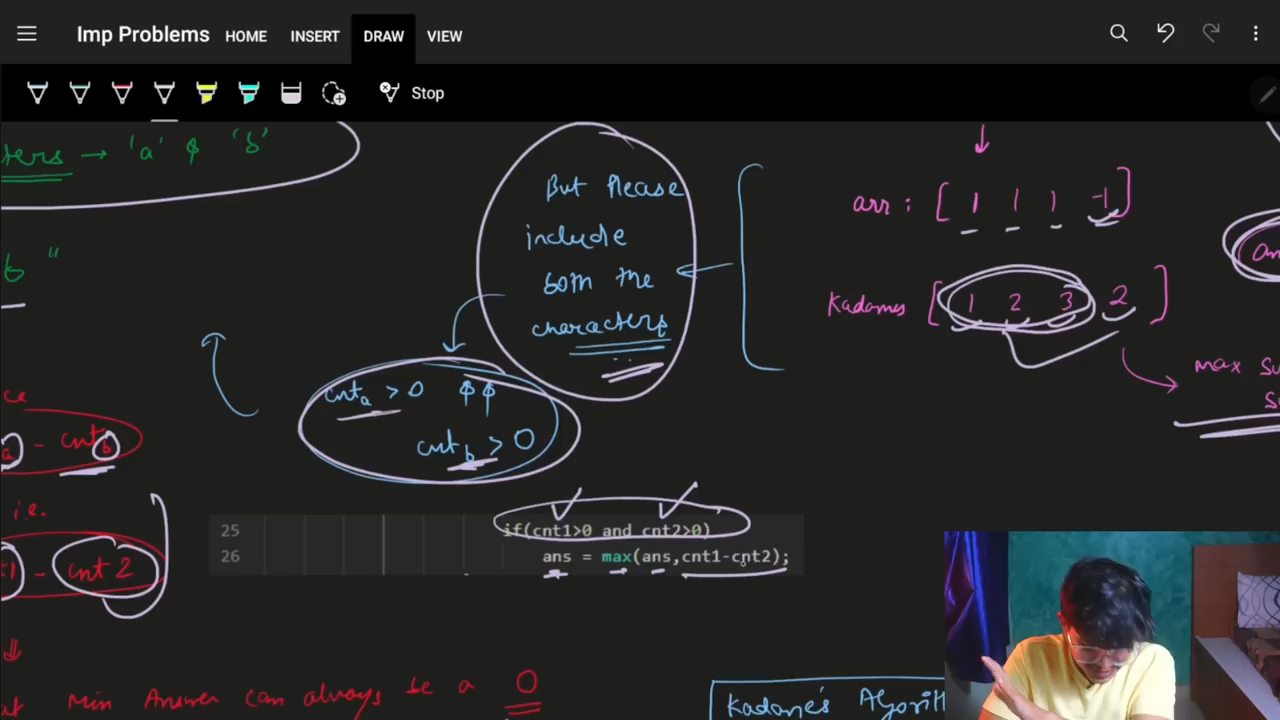 Imp Problems HOME INSERT DRAW VIEW
Stop
→ 'a' & 'b'
b "
But Please
include
both the
characters
cnta > 0 &&
cntb > 0
arr : [ 1 1 1 -1 ]
Kadanes [ 1 2 3 2 ]
max
a - cntb
i.e.
1 - cnt 2
25 if(cnt1>0 and cnt2>0)
26 ans = max(ans,cnt1-cnt2);
Min Answer can always be a 0
Kadane's